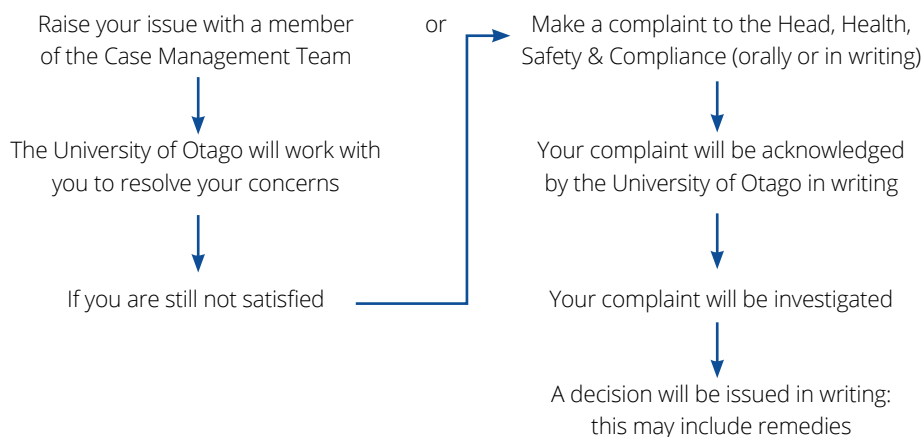 Raise your issue with a member
of the Case Management Team
The University of Otago will work with
you to resolve your concerns
If you are still not satisfied
or
Make a complaint to the Head, Health,
Safety & Compliance (orally or in writing)
Your complaint will be acknowledged
by the University of Otago in writing
Your complaint will be investigated
A decision will be issued in writing:
this may include remedies